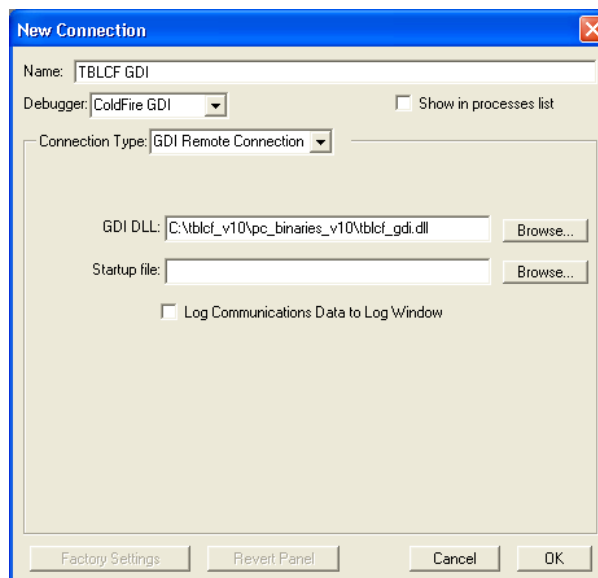 New Connection
Name: TBLCF GDI
Debugger: ColdFire GDI Show in processes list
Connection Type: GDI Remote Connection
GDI DLL: C:\tblcf_v10\pc_binaries_v10\tblcf_gdi.dll Browse...
Startup file: Browse...
Log Communications Data to Log Window
Factory Settings Revert Panel Cancel OK